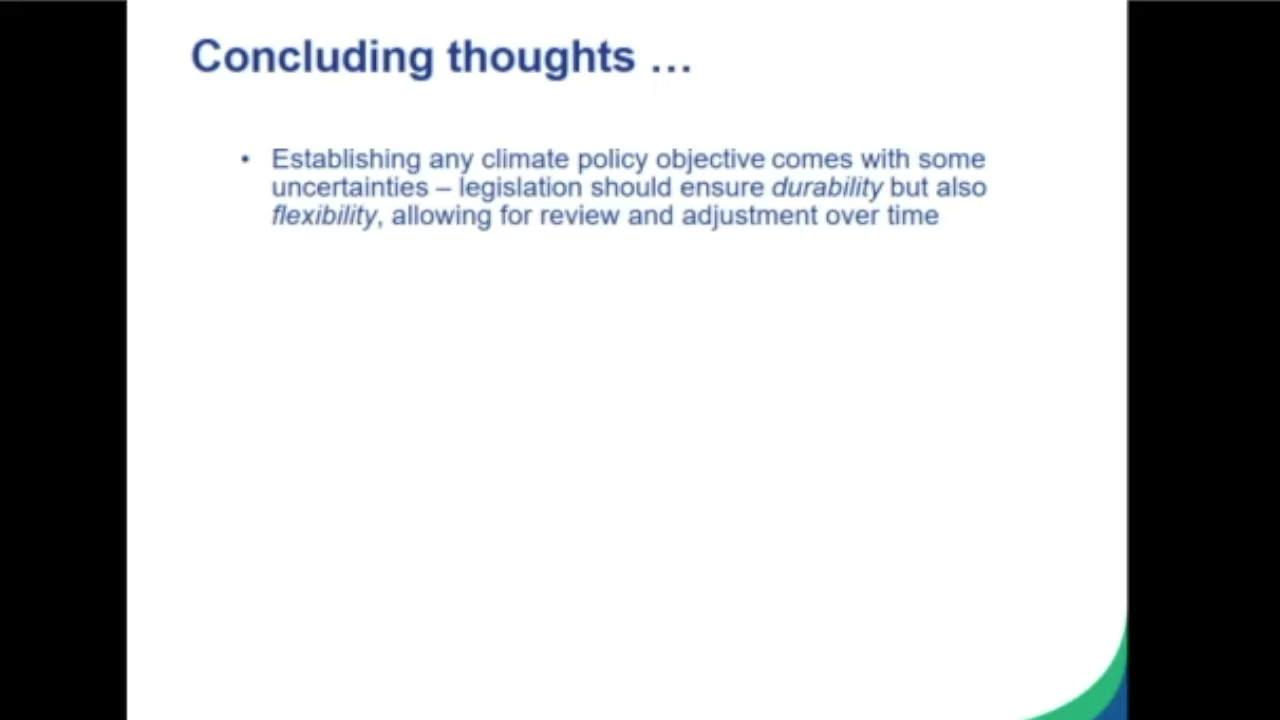 Concluding thoughts …
• Establishing any climate policy objective comes with some
uncertainties – legislation should ensure durability but also
flexibility, allowing for review and adjustment over time